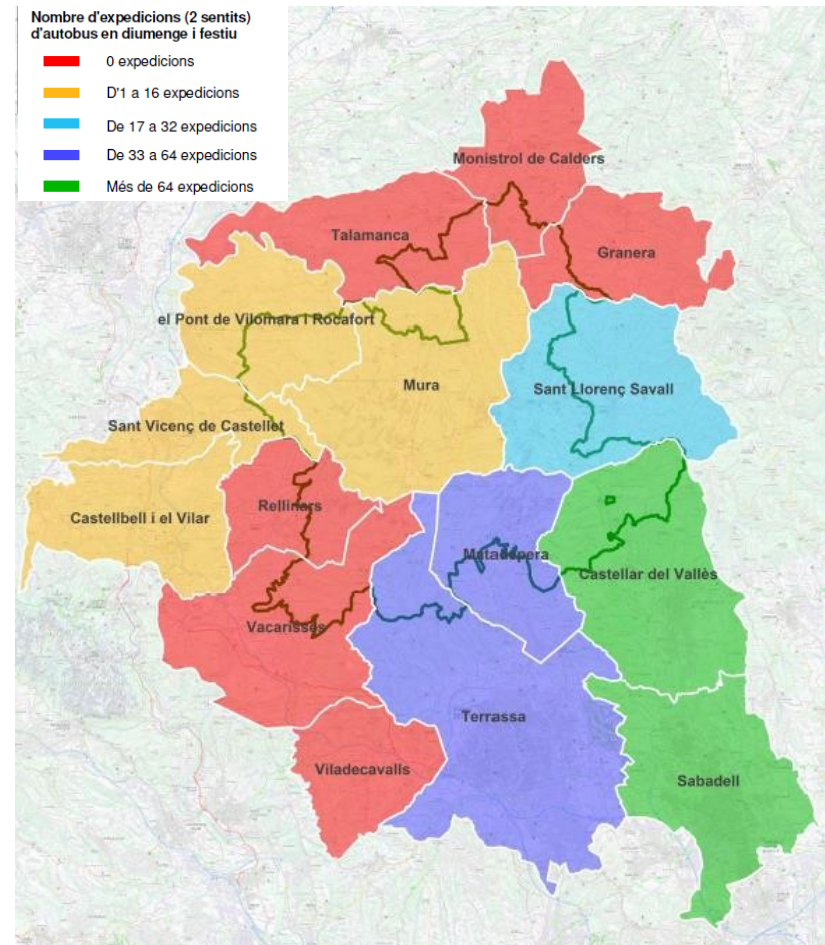 Nombre d'expedicions (2 sentits)
d'autobus en diumenge i festiu
0 expedicions
D'1 a 16 expedicions
De 17 a 32 expedicions
De 33 a 64 expedicions
Més de 64 expedicions
Monistrol de Calders
Talamanca
Granera
el Pont de Vilomara i Rocafort
Mura
Sant Llorenç Savall
Sant Vicenç de Castellet
Rellinars
Castellbell i el Vilar
Matadepera
Castellar del Vallès
Vacarisses
Terrassa
Viladecavalls
Sabadell